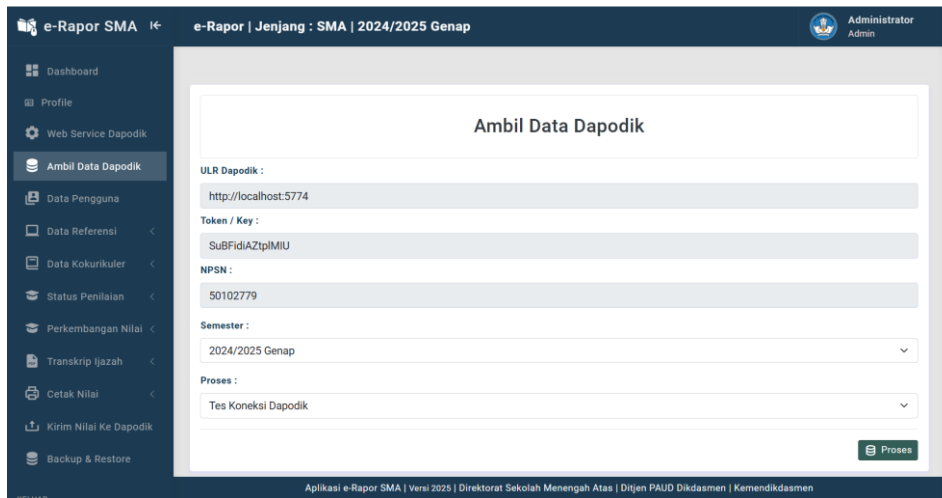 e-Rapor SMA
e-Rapor | Jenjang : SMA | 2024/2025 Genap
Administrator
Admin
Dashboard
Profile
Web Service Dapodik
Ambil Data Dapodik
Data Pengguna
Data Referensi
Data Kokurikuler
Status Penilaian
Perkembangan Nilai
Transkrip Ijazah
Cetak Nilai
Kirim Nilai Ke Dapodik
Backup & Restore
Ambil Data Dapodik
ULR Dapodik :
http://localhost:5774
Token / Key :
SuBFidiAZtplMIU
NPSN :
50102779
Semester :
2024/2025 Genap
Proses :
Tes Koneksi Dapodik
Proses
Aplikasi e-Rapor SMA | Versi 2025 | Direktorat Sekolah Menengah Atas | Ditjen PAUD Dikdasmen | Kemendikdasmen